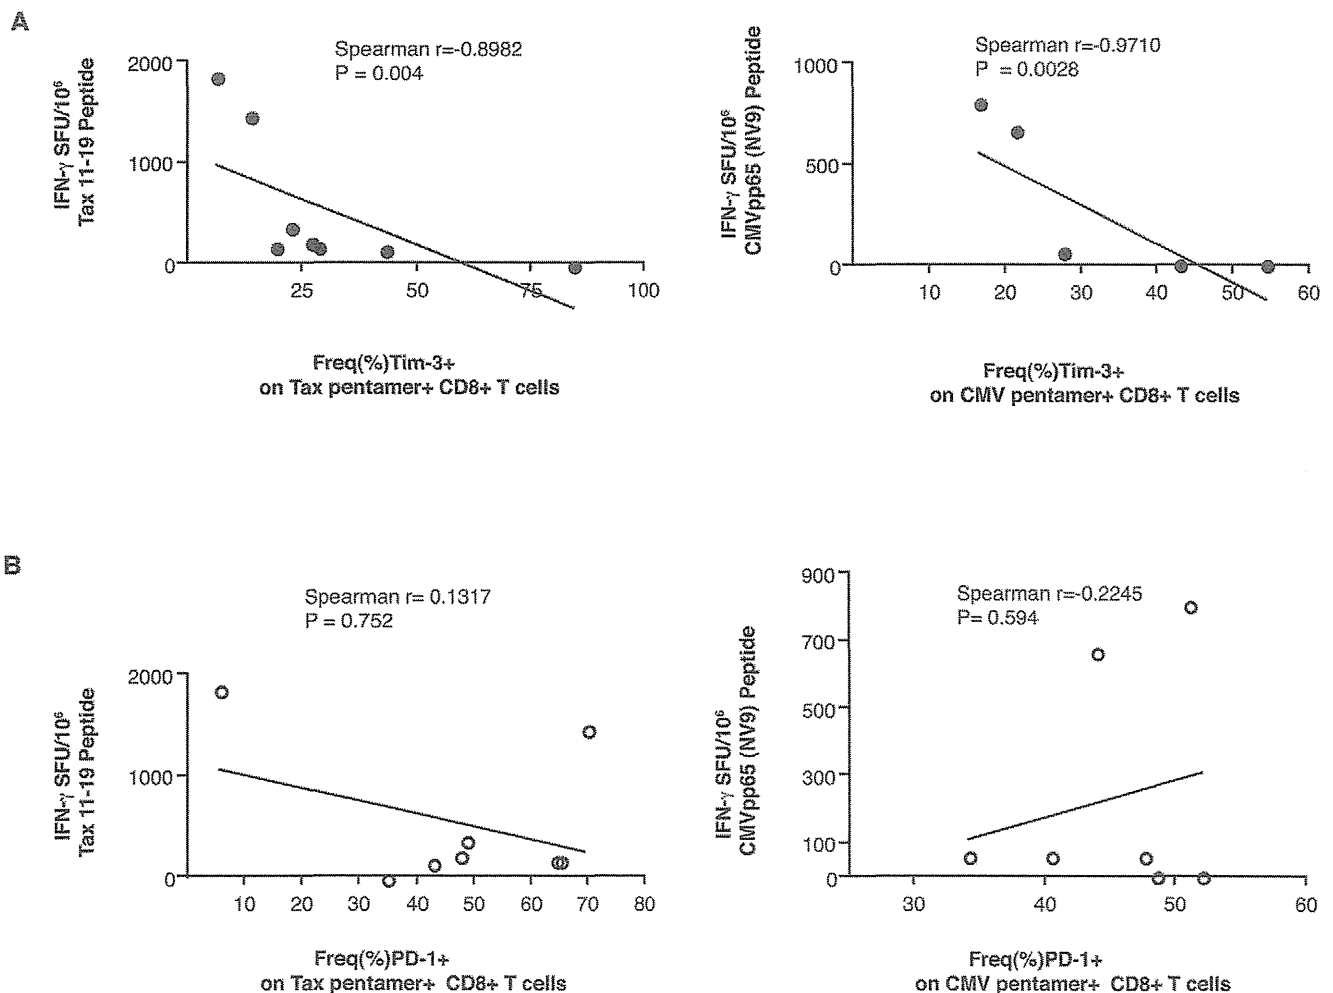 A
Spearman r=-0.8982
P = 0.004
IFN-γ SFU/10⁶
Tax 11-19 Peptide
2000
1000
0
25
50
75
100
Freq(%)Tim-3+
on Tax pentamer+ CD8+ T cells
Spearman r=-0.9710
P = 0.0028
IFN-γ SFU/10⁶
CMVpp65 (NV9) Peptide
1000
500
0
10
20
30
40
50
60
Freq(%)Tim-3+
on CMV pentamer+ CD8+ T cells
B
Spearman r= 0.1317
P = 0.752
IFN-γ SFU/10⁶
Tax 11-19 Peptide
2000
1000
0
10
20
30
40
50
60
70
80
Freq(%)PD-1+
on Tax pentamer+ CD8+ T cells
Spearman r=-0.2245
P= 0.594
IFN-γ SFU/10⁶
CMVpp65 (NV9) Peptide
900
700
500
300
100
0
30
40
50
60
Freq(%)PD-1+
on CMV pentamer+ CD8+ T cells